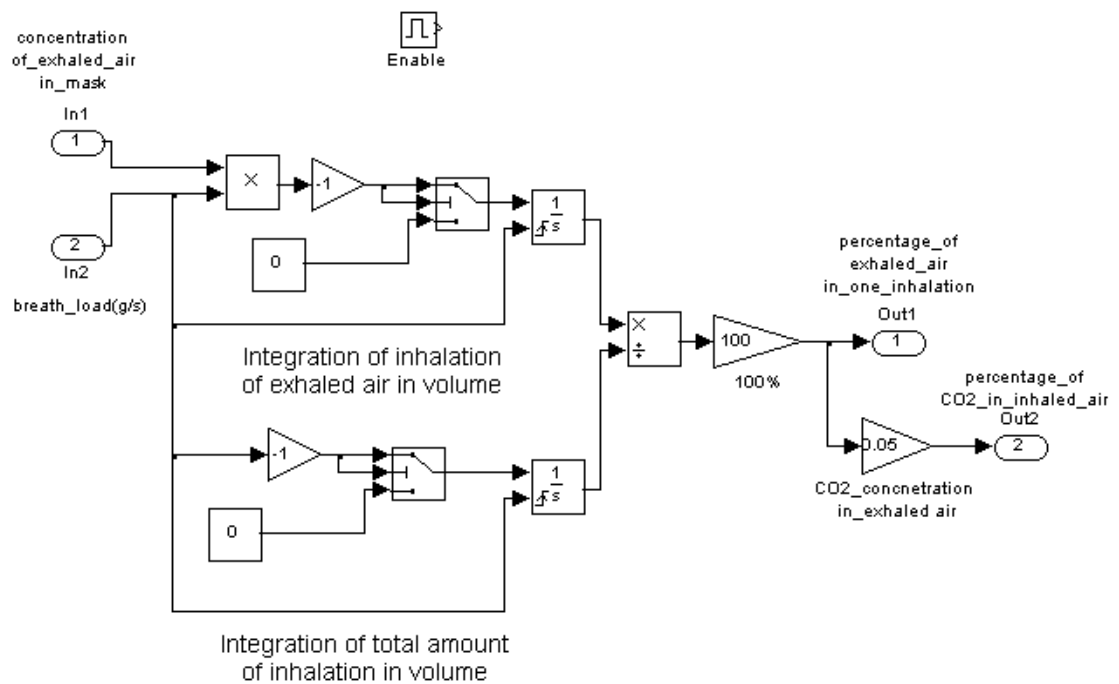 concentration
of_exhaled_air
in_mask
In1
1
Enable
×
-1
0
1
s
2
In2
breath_load(g/s)
Integration of inhalation
of exhaled air in volume
×
÷
100
100%
percentage_of
exhaled_air
in_one_inhalation
Out1
1
percentage_of
CO2_in_inhaled_air
Out2
2
0.05
CO2_concnetration
in_exhaled air
-1
0
1
s
Integration of total amount
of inhalation in volume